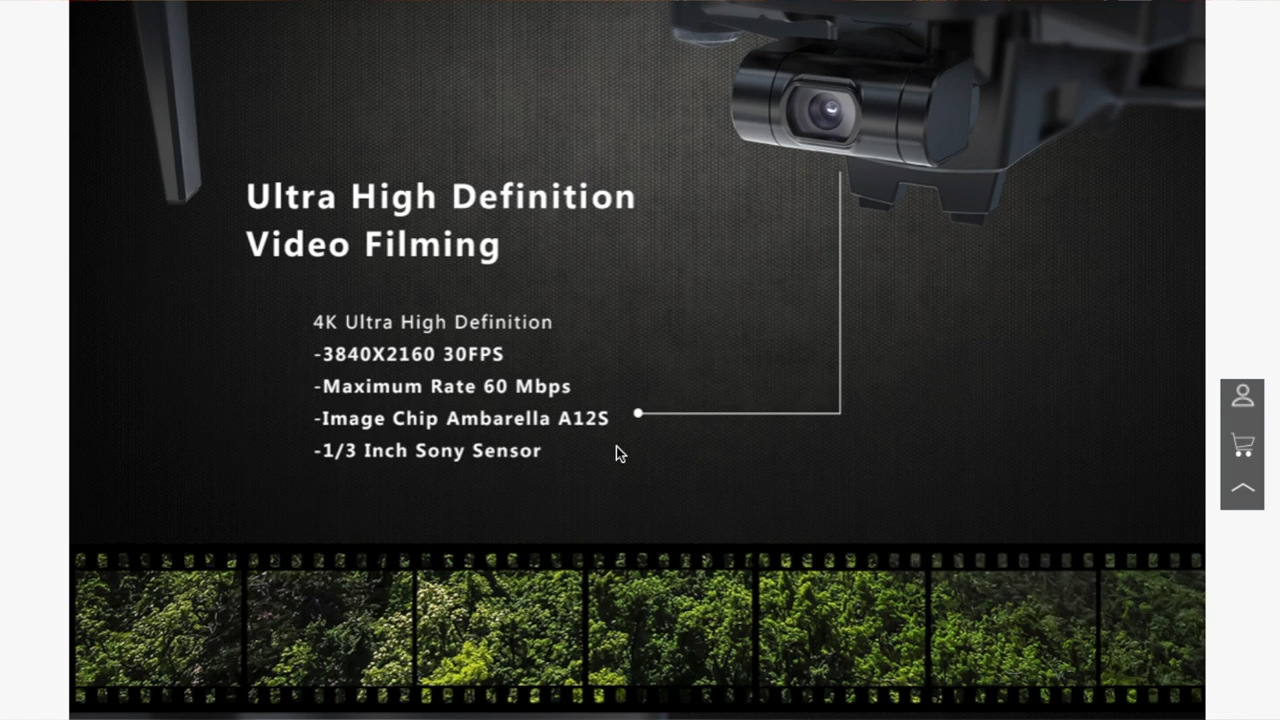 Ultra High Definition
Video Filming
4K Ultra High Definition
-3840X2160 30FPS
-Maximum Rate 60 Mbps
-Image Chip Ambarella A12S
-1/3 Inch Sony Sensor